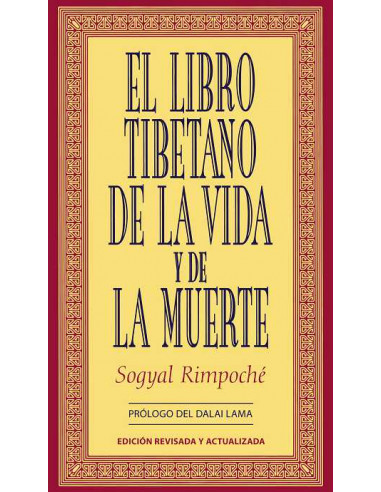 EL LIBRO
TIBETANO
DE LA VIDA
Y DE
LA MUERTE
Sogyal Rimpoché
PRÓLOGO DEL DALAI LAMA
EDICIÓN REVISADA Y ACTUALIZADA